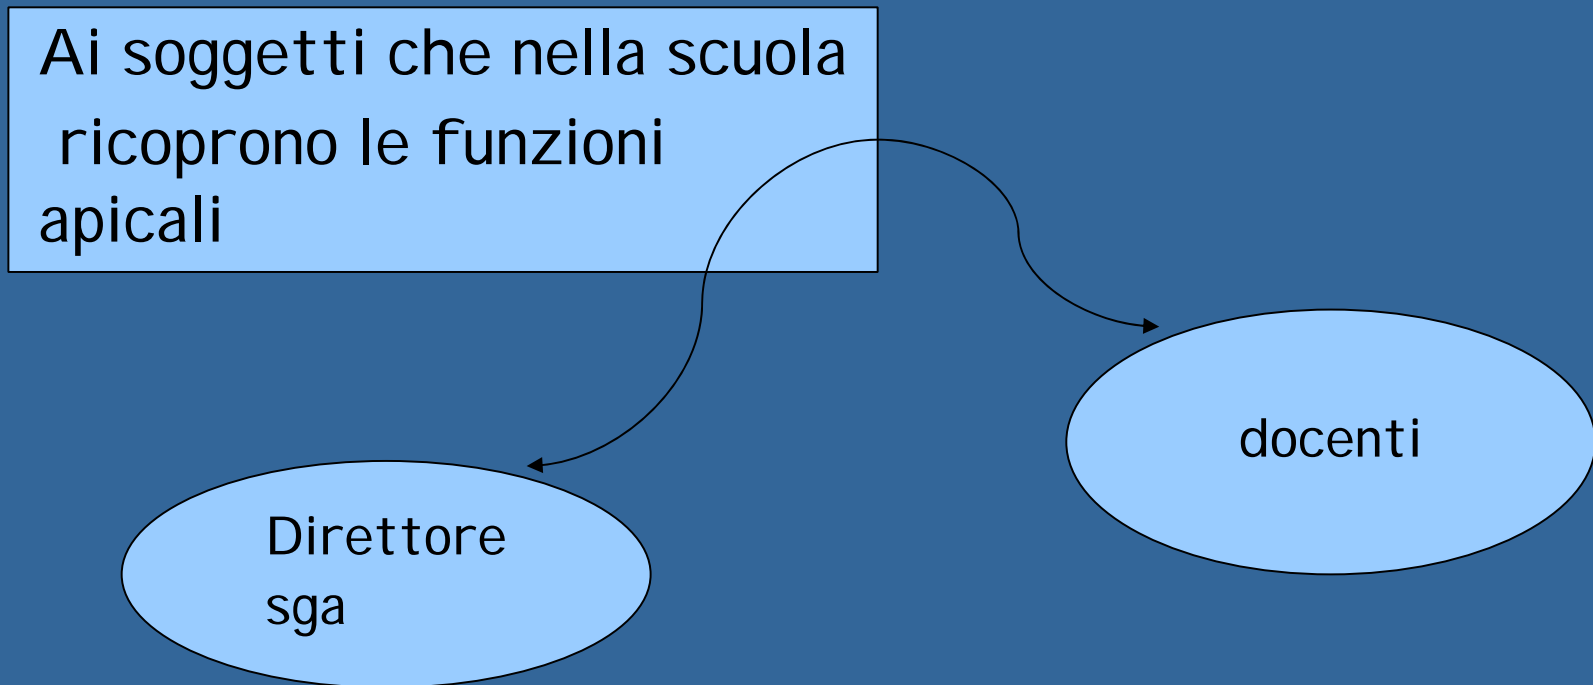 Ai soggetti che nella scuola
ricoprono le funzioni
apicali
docenti
Direttore
sga